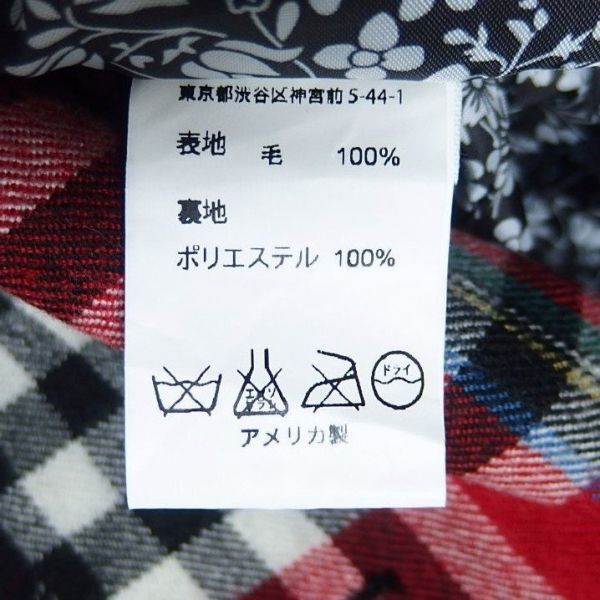 東京都渋谷区神宮前5-44-1
表地 毛 100%
裏地
ポリエステル 100%
エンソ
サラシ
ドライ
アメリカ製